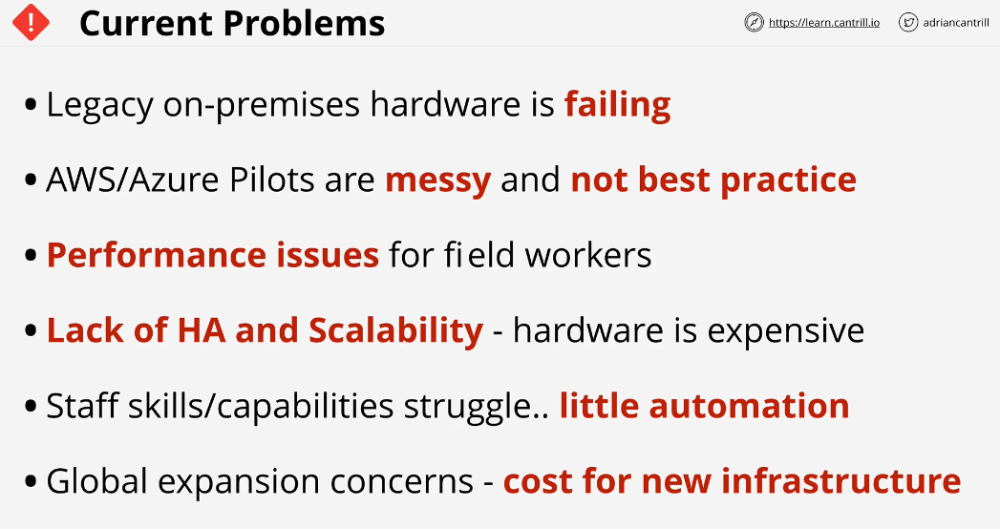 ! Current Problems https://learn.cantrill.io adriancantrill
• Legacy on-premises hardware is failing
• AWS/Azure Pilots are messy and not best practice
• Performance issues for field workers
• Lack of HA and Scalability - hardware is expensive
• Staff skills/capabilities struggle.. little automation
• Global expansion concerns - cost for new infrastructure